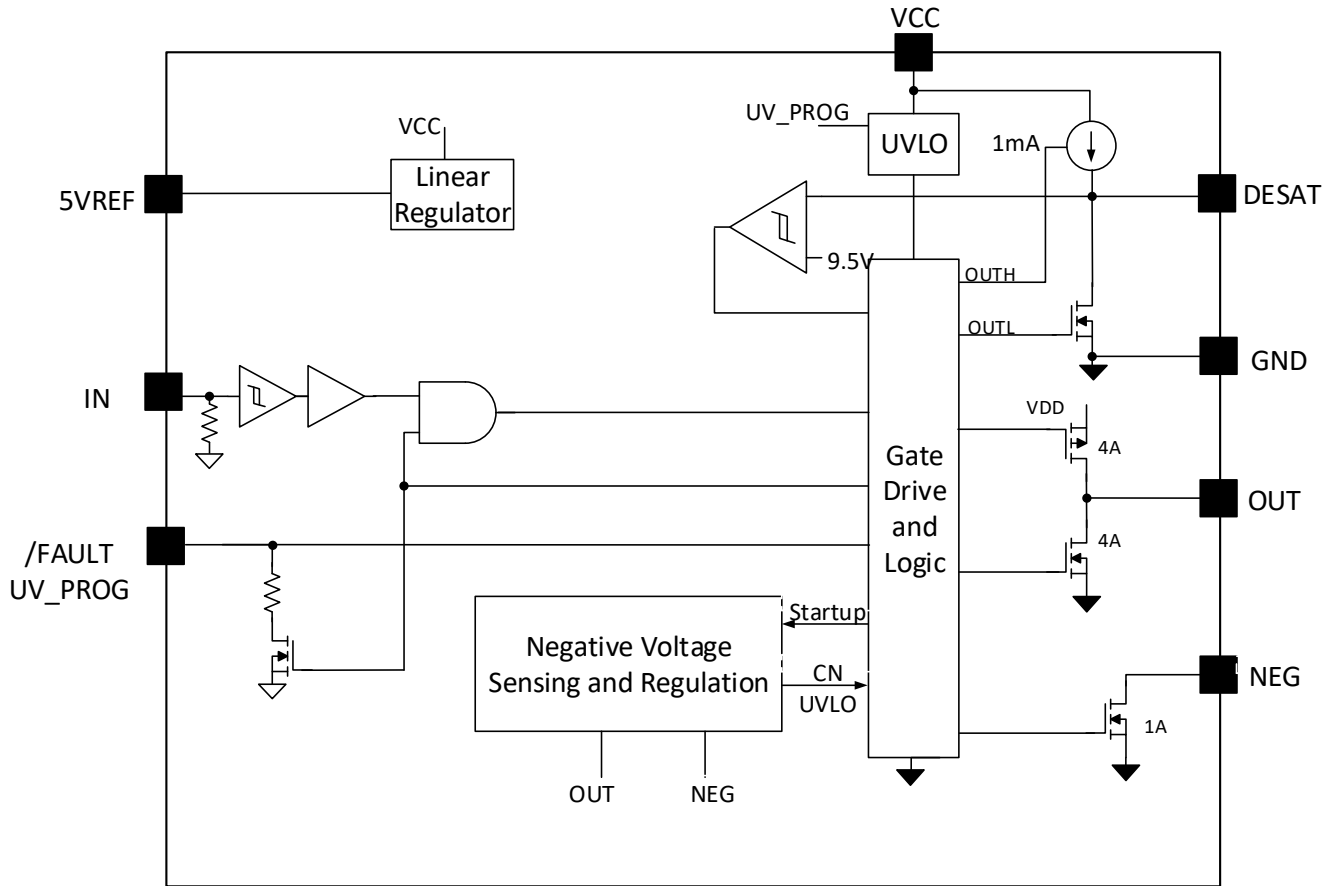 VCC
UV_PROG
UVLO
1mA
VCC
Linear
Regulator
5VREF
DESAT
9.5V
OUTH
OUTL
GND
IN
VDD
4A
Gate
Drive
and
Logic
OUT
4A
/FAULT
UV_PROG
Startup
Negative Voltage
Sensing and Regulation
CN
UVLO
NEG
1A
OUT
NEG